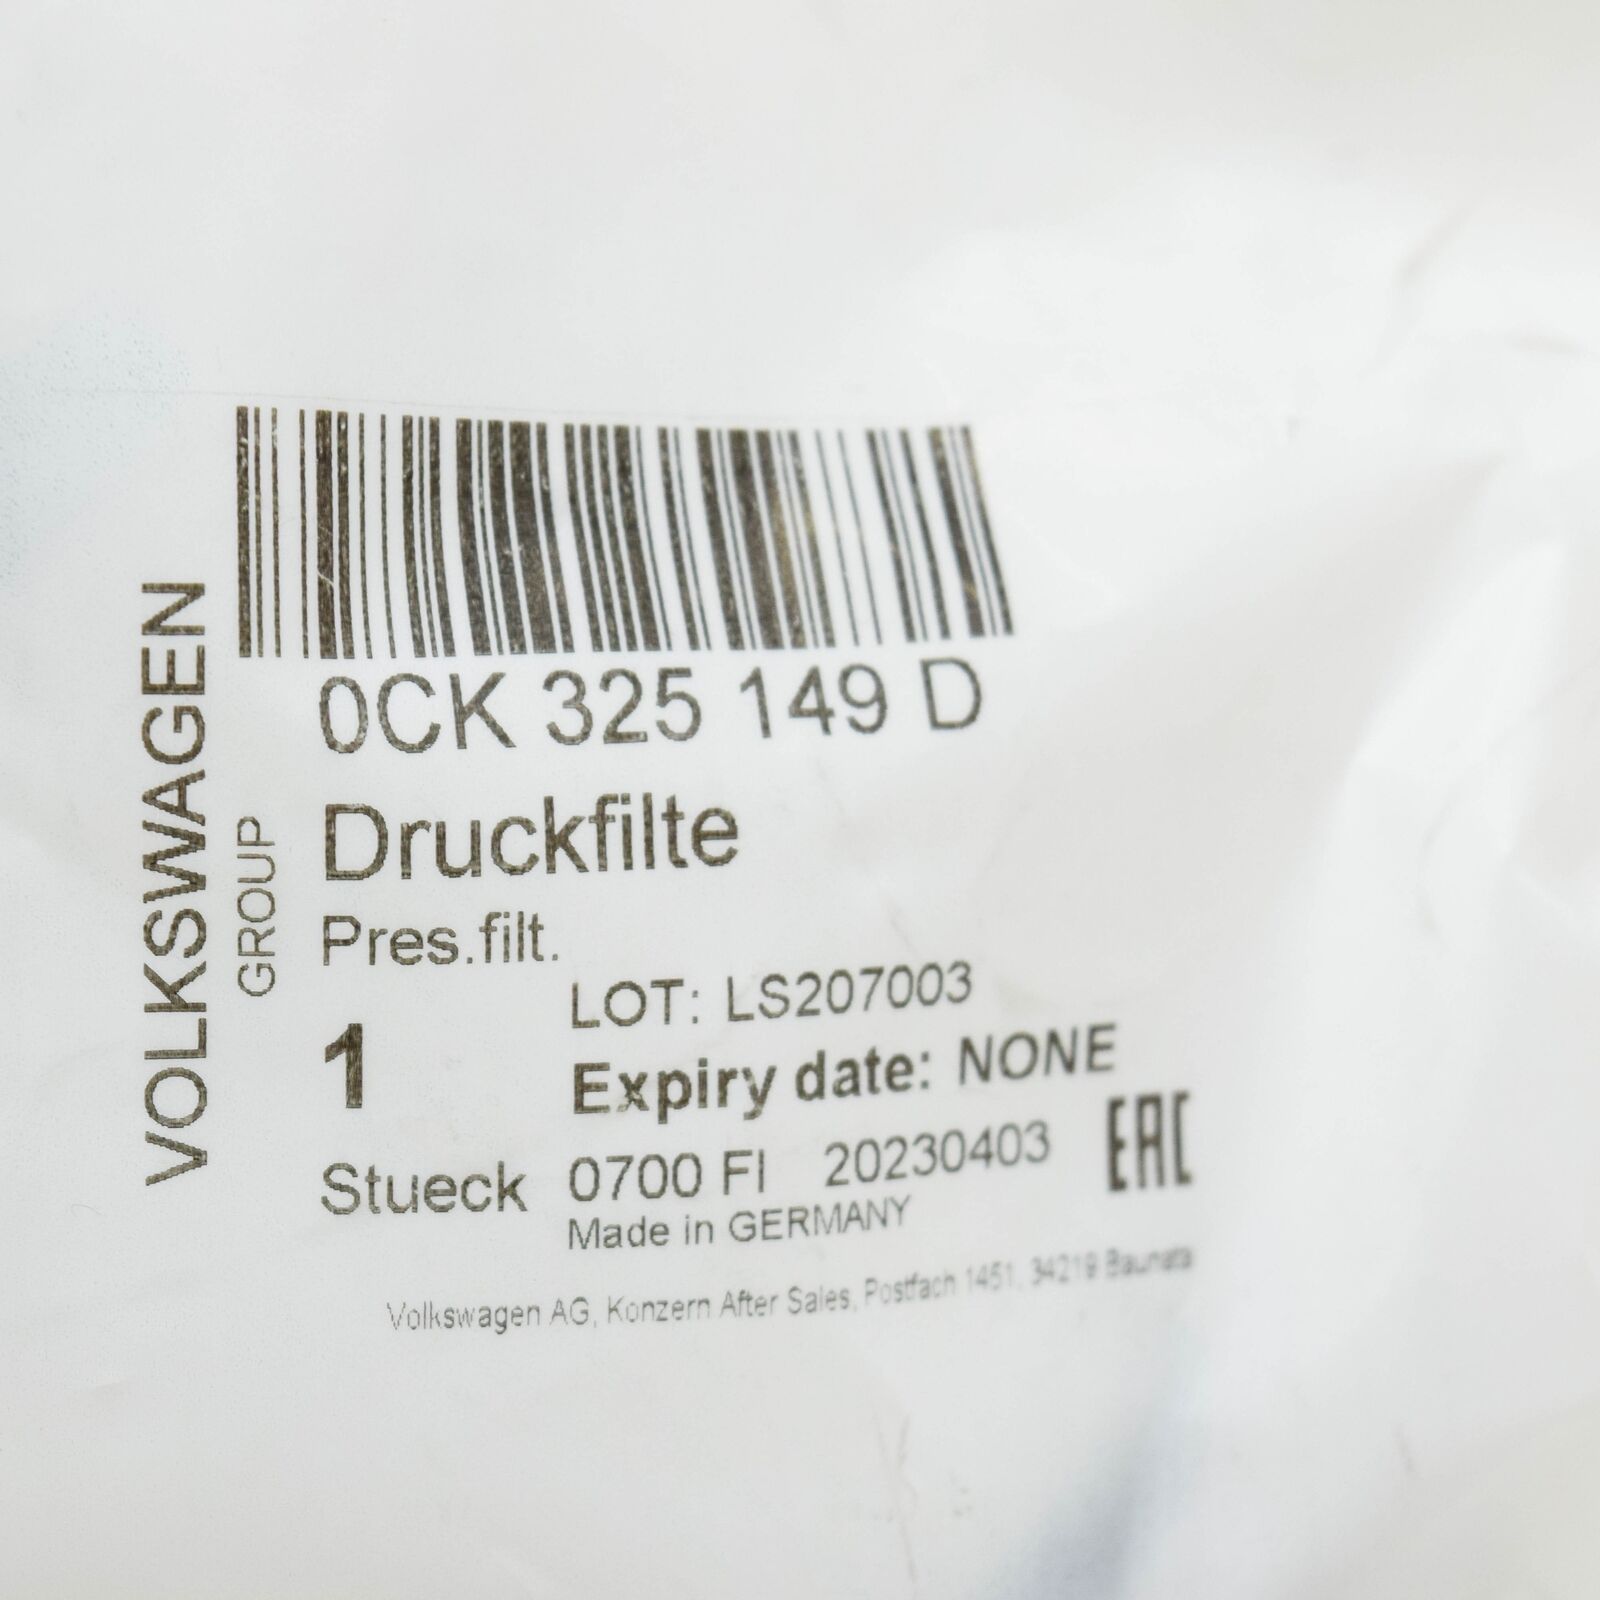 VOLKSWAGEN
GROUP
0CK 325 149 D
Druckfilte
Pres.filt.
1
Stueck
LOT: LS207003
Expiry date: NONE
0700 FI 20230403
EAC
Made in GERMANY
Volkswagen AG, Konzern After Sales, Postfach 1451, 34219 Baunata